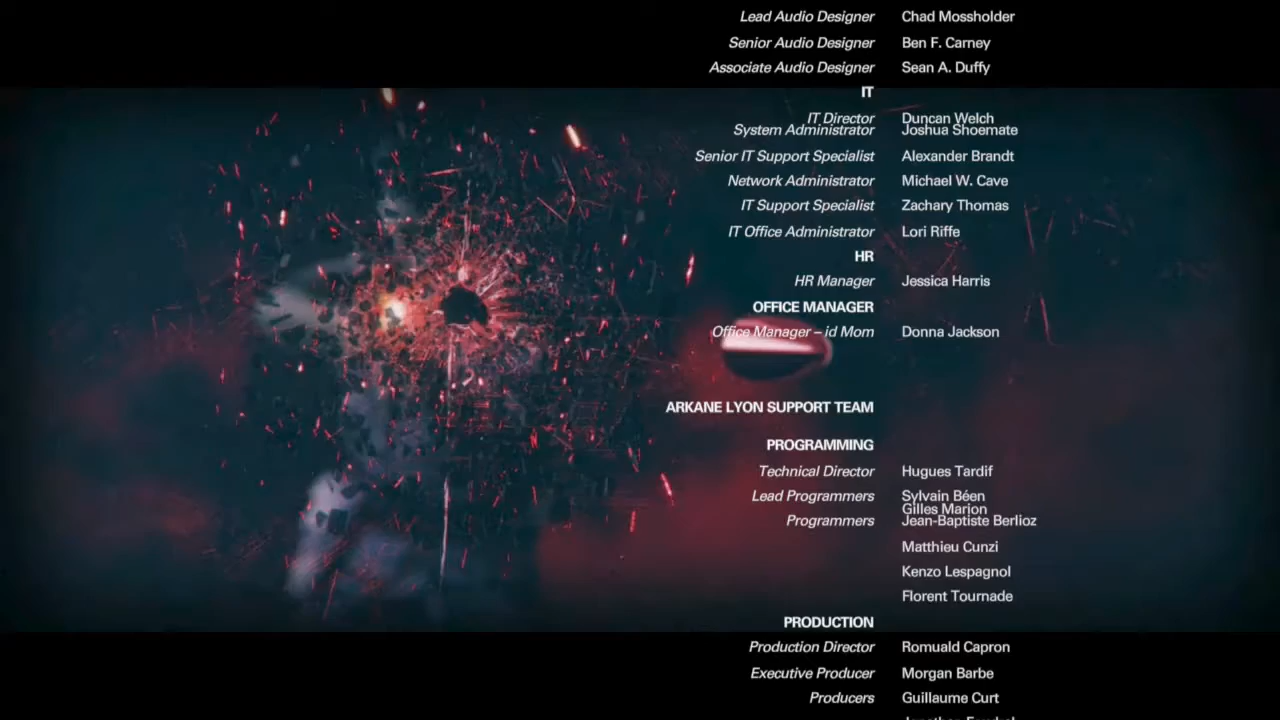 Lead Audio Designer Chad Mossholder
Senior Audio Designer Ben F. Carney
Associate Audio Designer Sean A. Duffy
IT
IT Director Duncan Welch
System Administrator Joshua Shoemate
Senior IT Support Specialist Alexander Brandt
Network Administrator Michael W. Cave
IT Support Specialist Zachary Thomas
IT Office Administrator Lori Riffe
HR
HR Manager Jessica Harris
OFFICE MANAGER
Office Manager – id Mom Donna Jackson
ARKANE LYON SUPPORT TEAM
PROGRAMMING
Technical Director Hugues Tardif
Lead Programmers Sylvain Béen
Gilles Marion
Programmers Jean-Baptiste Berlioz
Matthieu Cunzi
Kenzo Lespagnol
Florent Tournade
PRODUCTION
Production Director Romuald Capron
Executive Producer Morgan Barbe
Producers Guillaume Curt